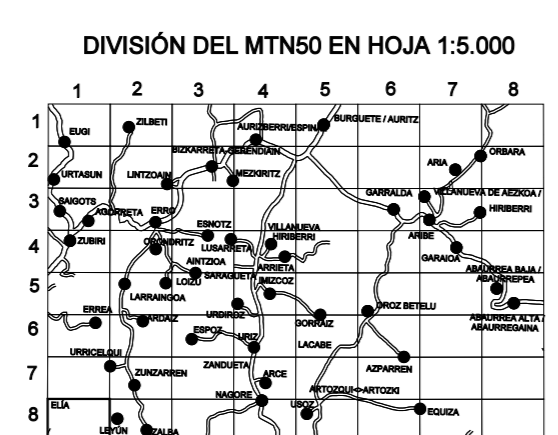 DIVISIÓN DEL MTN50 EN HOJA 1:5.000
1 2 3 4 5 6 7 8
1
ZILBETI
BURGUETE / AURITZ
EUGI
AURIZBERRI/ESPINAL
2
BIZKARRETA-GERENDIAIN
ORBARA
ARIA
URTASUN
LINTZOAIN
MEZKIRITZ
3
GARRALDA
VILLANUEVA DE AEZKOA /
HIRIBERRI
SAIGOTS
AGORRETA
ERRO
ESNOTZ
VILLANUEVA
HIRIBERRI
ARIBE
4
ZUBIRI
ORONDRITZ
LUSARRETA
GARAIOA
AINTZIOA
ARRIETA
ABAURREA BAJA /
ABAURREPEA
5
LOIZU
SARAGUETA
IMIZCOZ
LARRAINGOA
ERREA
ARDAIZ
URDIROZ
GORRAIZ
OROZ BETELU
ABAURREA ALTA /
ABAURREGAINA
6
ESPOZ
URIZ
LACABE
URRICELQUI
ZANDUETA
AZPARREN
7
ZUNZARREN
ARCE
NAGORE
ARTOZQUI<>ARTOZKI
8
ELÍA
USOZ
EQUIZA
LEYÚN
ZALBA